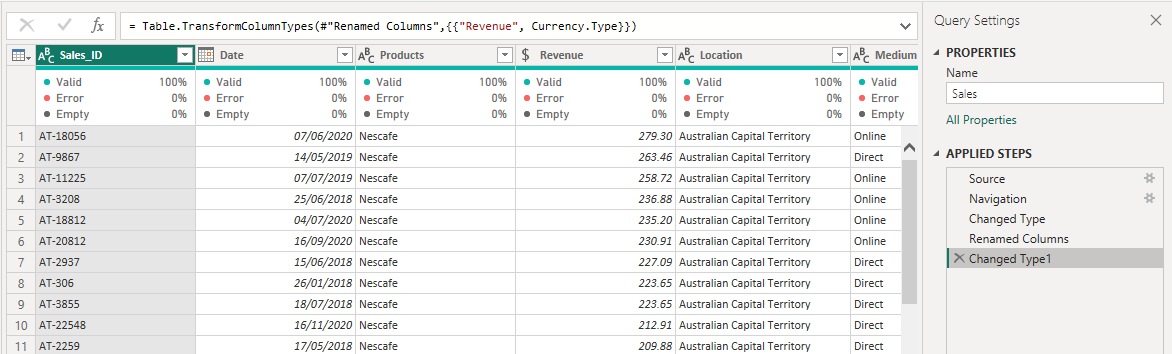 fx = Table.TransformColumnTypes(#"Renamed Columns",{{"Revenue", Currency.Type}})
ABC Sales_ID Date ABC Products $ Revenue ABC Location ABC Medium
Valid 100% Valid 100% Valid 100% Valid 100% Valid 100% Valid
Error 0% Error 0% Error 0% Error 0% Error 0% Error
Empty 0% Empty 0% Empty 0% Empty 0% Empty 0% Empty
1 AT-18056 07/06/2020 Nescafe 279.30 Australian Capital Territory Online
2 AT-9867 14/05/2019 Nescafe 263.46 Australian Capital Territory Direct
3 AT-11225 07/07/2019 Nescafe 258.72 Australian Capital Territory Online
4 AT-3208 25/06/2018 Nescafe 236.88 Australian Capital Territory Online
5 AT-18812 04/07/2020 Nescafe 235.20 Australian Capital Territory Online
6 AT-20812 16/09/2020 Nescafe 230.91 Australian Capital Territory Online
7 AT-2937 15/06/2018 Nescafe 227.09 Australian Capital Territory Direct
8 AT-306 26/01/2018 Nescafe 223.65 Australian Capital Territory Direct
9 AT-3855 18/07/2018 Nescafe 223.65 Australian Capital Territory Direct
10 AT-22548 16/11/2020 Nescafe 212.91 Australian Capital Territory Direct
11 AT-2259 17/05/2018 Nescafe 209.88 Australian Capital Territory Direct
Query Settings
PROPERTIES
Name
Sales
All Properties
APPLIED STEPS
Source
Navigation
Changed Type
Renamed Columns
Changed Type1